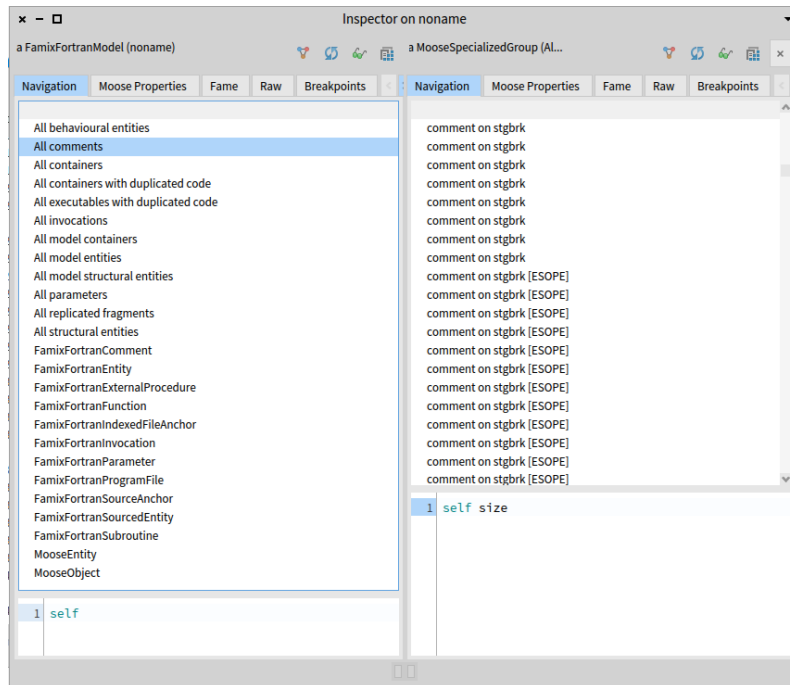 Inspector on noname
a FamixFortranModel (noname)
Navigation Moose Properties Fame Raw Breakpoints
All behavioural entities
All comments
All containers
All containers with duplicated code
All executables with duplicated code
All invocations
All model containers
All model entities
All model structural entities
All parameters
All replicated fragments
All structural entities
FamixFortranComment
FamixFortranEntity
FamixFortranExternalProcedure
FamixFortranFunction
FamixFortranIndexedFileAnchor
FamixFortranInvocation
FamixFortranParameter
FamixFortranProgramFile
FamixFortranSourceAnchor
FamixFortranSourcedEntity
FamixFortranSubroutine
MooseEntity
MooseObject
1 self
a MooseSpecializedGroup (Al...
Navigation Moose Properties Fame Raw Breakpoints
comment on stgbrk
comment on stgbrk
comment on stgbrk
comment on stgbrk
comment on stgbrk
comment on stgbrk
comment on stgbrk
comment on stgbrk
comment on stgbrk [ESOPE]
comment on stgbrk [ESOPE]
comment on stgbrk [ESOPE]
comment on stgbrk [ESOPE]
comment on stgbrk [ESOPE]
comment on stgbrk [ESOPE]
comment on stgbrk [ESOPE]
comment on stgbrk [ESOPE]
comment on stgbrk [ESOPE]
comment on stgbrk [ESOPE]
comment on stgbrk [ESOPE]
comment on stgbrk [ESOPE]
1 self size